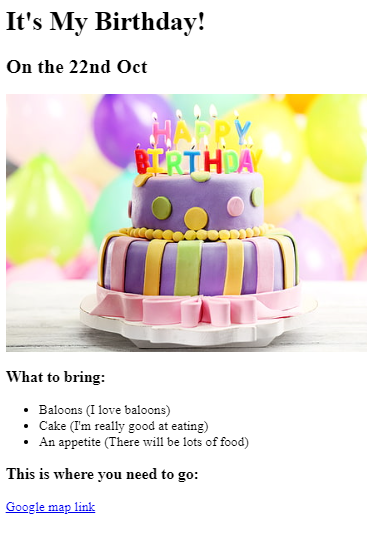 It's My Birthday!
On the 22nd Oct
HAPPY
BIRTHDAY
What to bring:
Baloons (I love baloons)
Cake (I'm really good at eating)
An appetite (There will be lots of food)
This is where you need to go:
Google map link